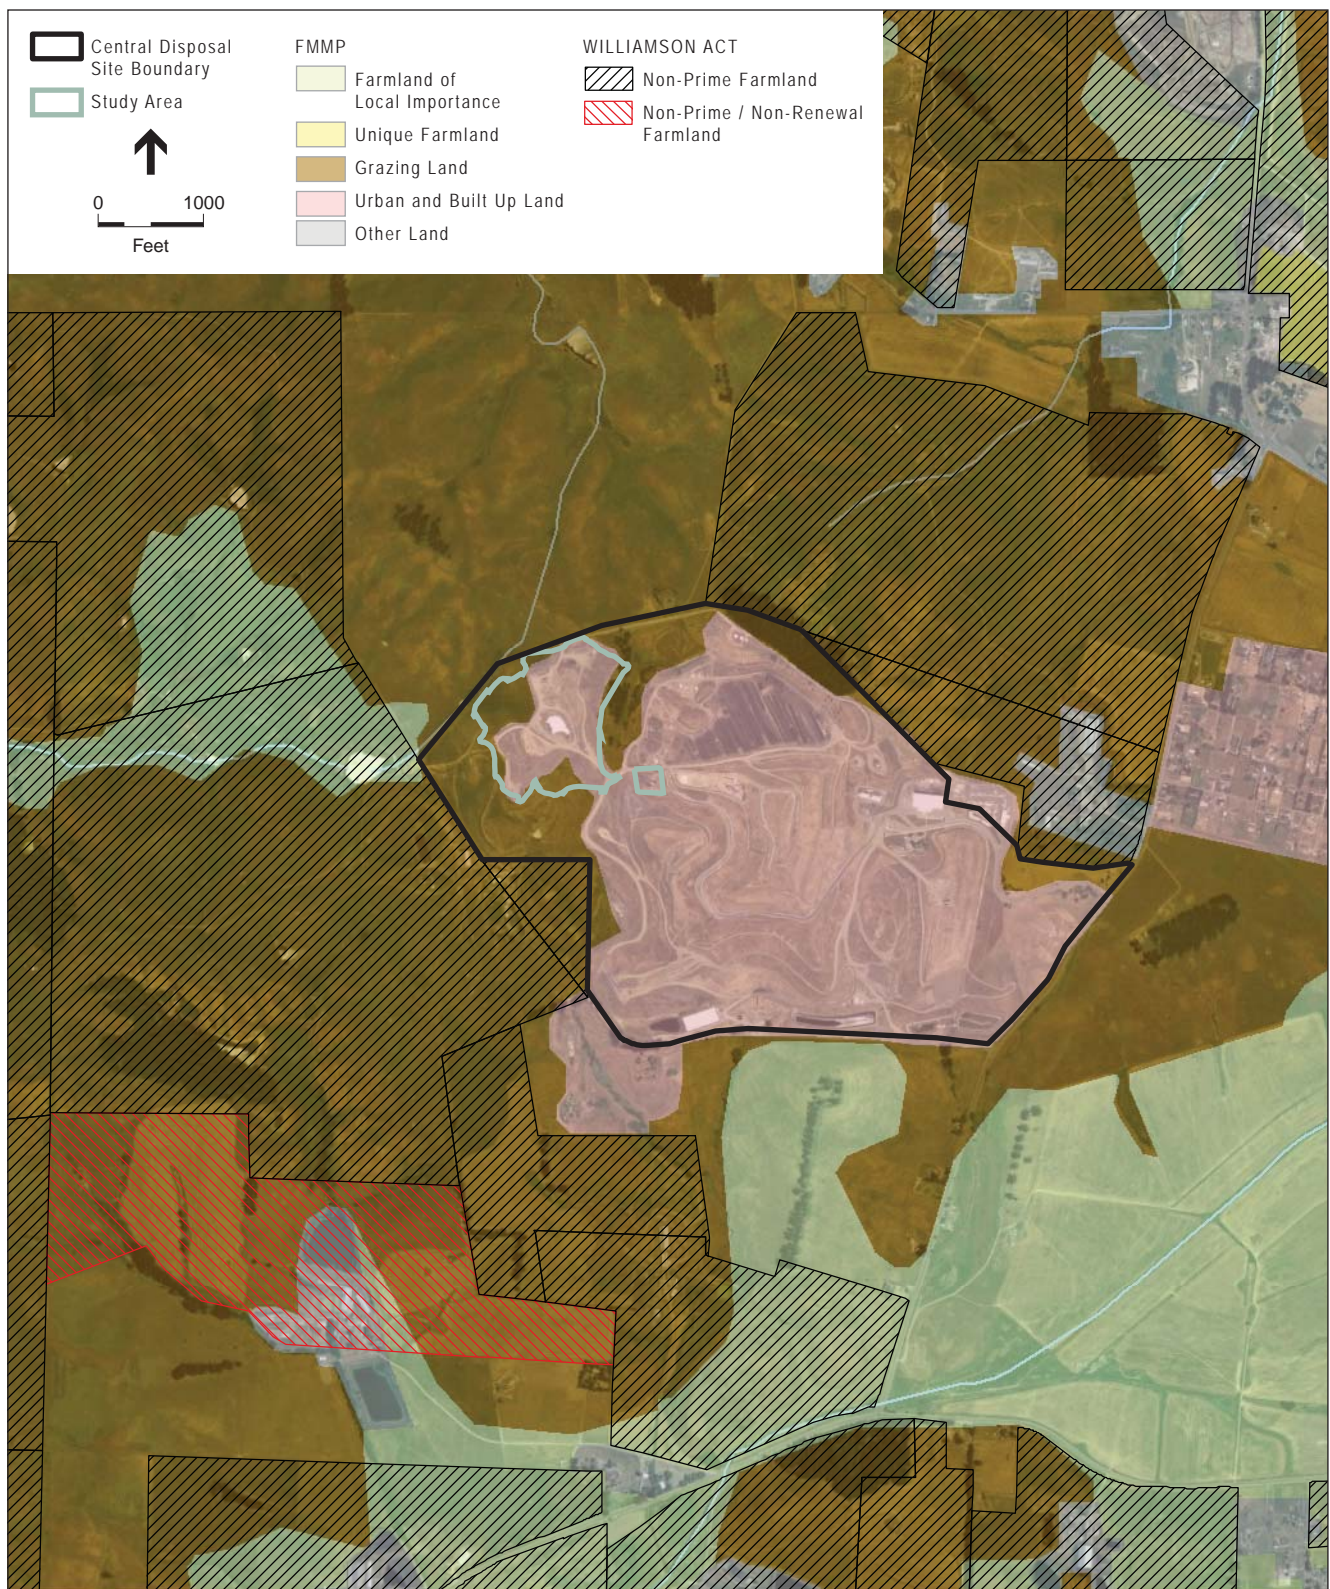 Central Disposal
Site Boundary
Study Area
0 1000
Feet
FMMP
Farmland of
Local Importance
Unique Farmland
Grazing Land
Urban and Built Up Land
Other Land
WILLIAMSON ACT
Non-Prime Farmland
Non-Prime / Non-Renewal
Farmland